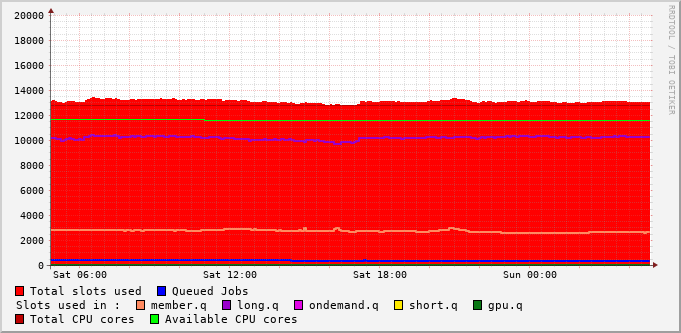 RRDTOOL / TOBI OETIKER
20000
18000
16000
14000
12000
10000
8000
6000
4000
2000
0
Sat 06:00 Sat 12:00 Sat 18:00 Sun 00:00
Total slots used Queued Jobs
Slots used in : member.q long.q ondemand.q short.q gpu.q
Total CPU cores Available CPU cores